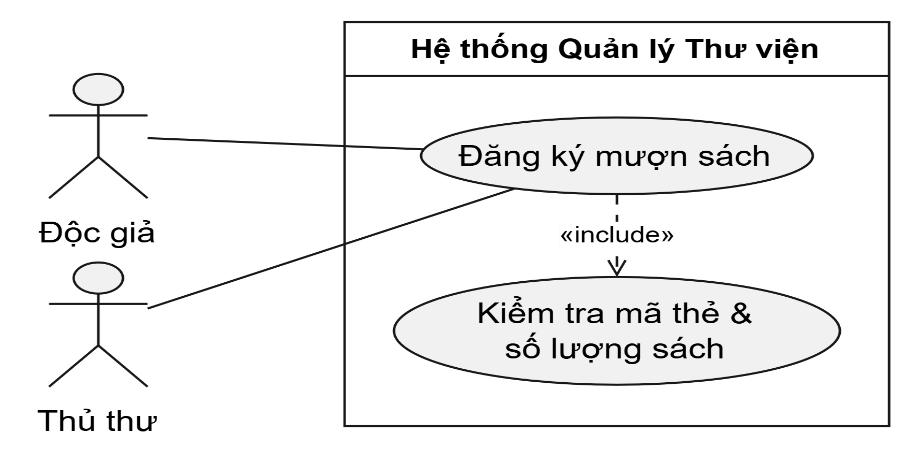 Hệ thống Quản lý Thư viện
Đăng ký mượn sách
Độc giả
«include»
Kiểm tra mã thẻ &
số lượng sách
Thủ thư